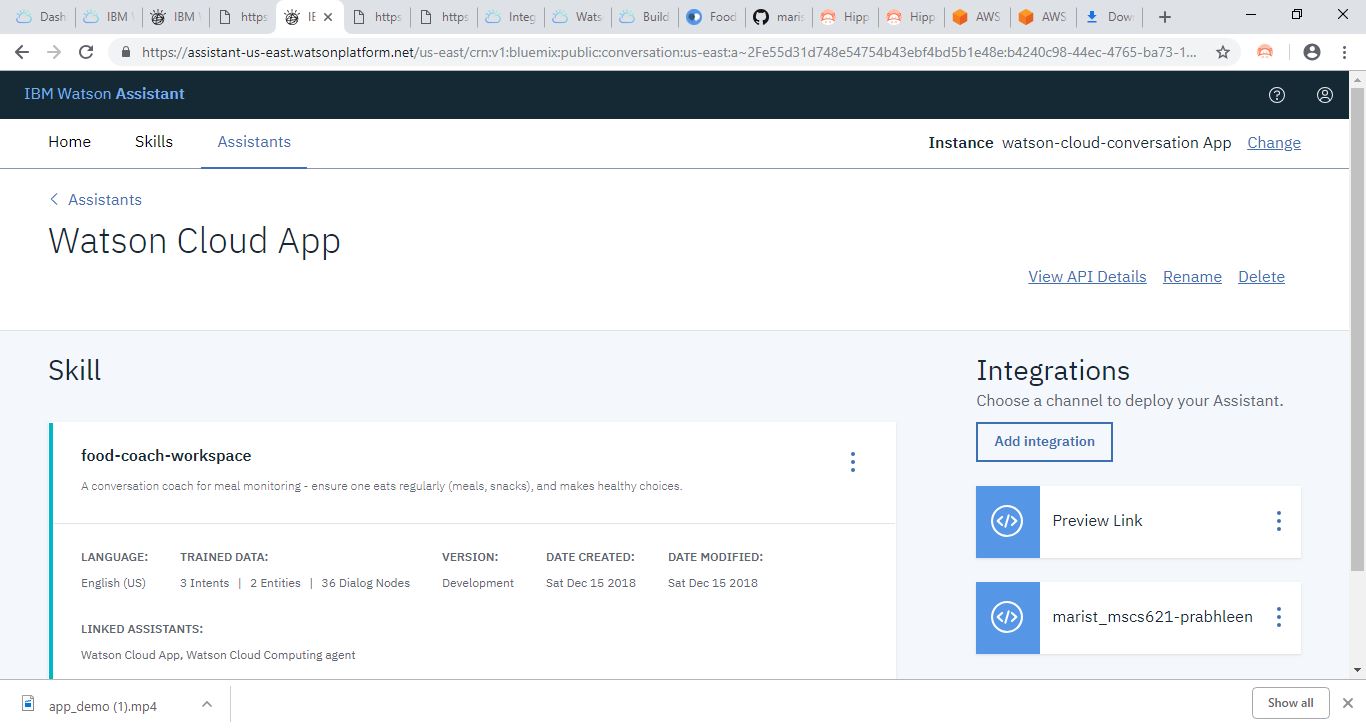 Dash IBM IBM https IE https https Integ Wats Build Food maris Hipp Hipp AWS AWS Dow
https://assistant-us-east.watsonplatform.net/us-east/crn:v1:bluemix:public:conversation:us-east:a~2Fe55d31d748e54754b43ebf4bd5b1e48e:b4240c98-44ec-4765-ba73-1...
IBM Watson Assistant
Home Skills Assistants Instance watson-cloud-conversation App Change
Assistants
Watson Cloud App
View API Details Rename Delete
Skill
food-coach-workspace
A conversation coach for meal monitoring - ensure one eats regularly (meals, snacks), and makes healthy choices.
LANGUAGE: TRAINED DATA: VERSION: DATE CREATED: DATE MODIFIED:
English (US) 3 Intents | 2 Entities | 36 Dialog Nodes Development Sat Dec 15 2018 Sat Dec 15 2018
LINKED ASSISTANTS:
Watson Cloud App, Watson Cloud Computing agent
Integrations
Choose a channel to deploy your Assistant.
Add integration
Preview Link
marist_mscs621-prabhleen
app_demo (1).mp4 Show all